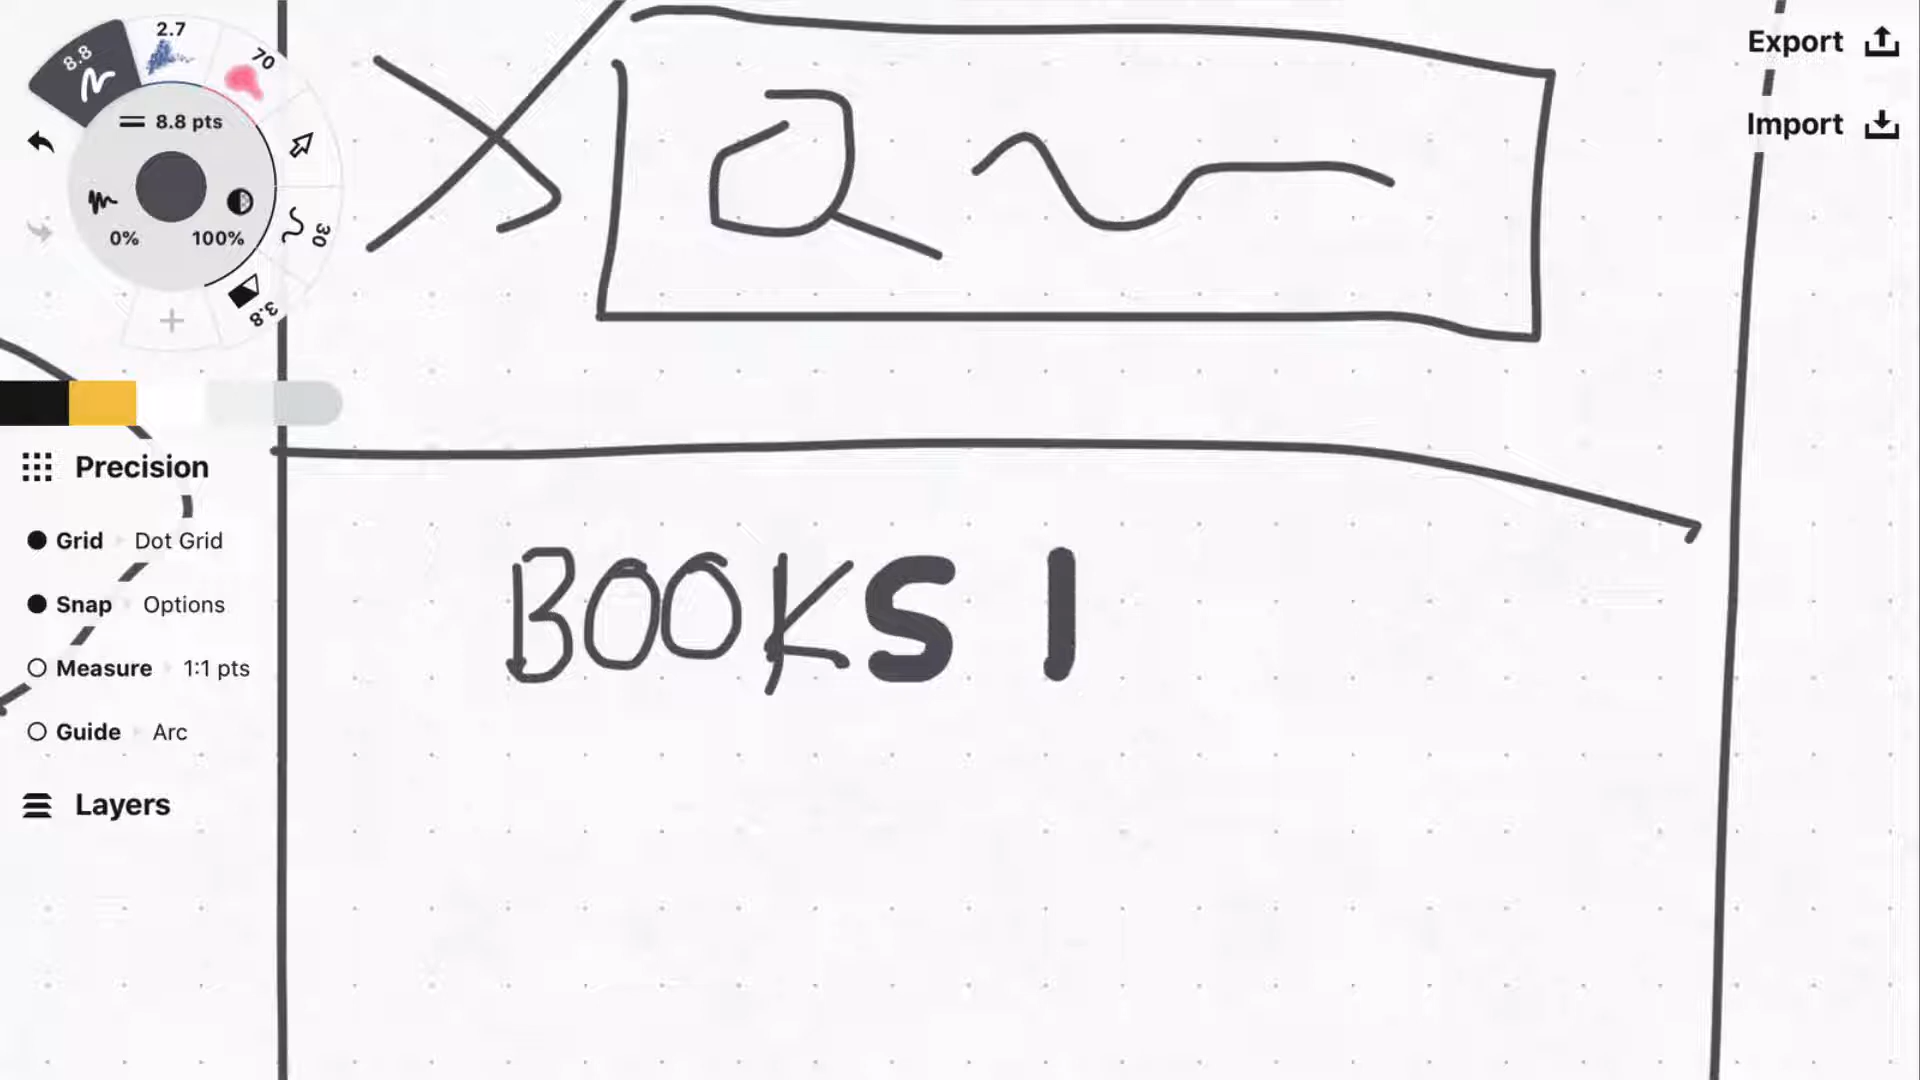 2.7
8.8
70
8.8 pts
0%
100%
30
3.8
Export
Import
Precision
Grid Dot Grid
Snap Options
Measure 1:1 pts
Guide Arc
Layers
BOOKS I